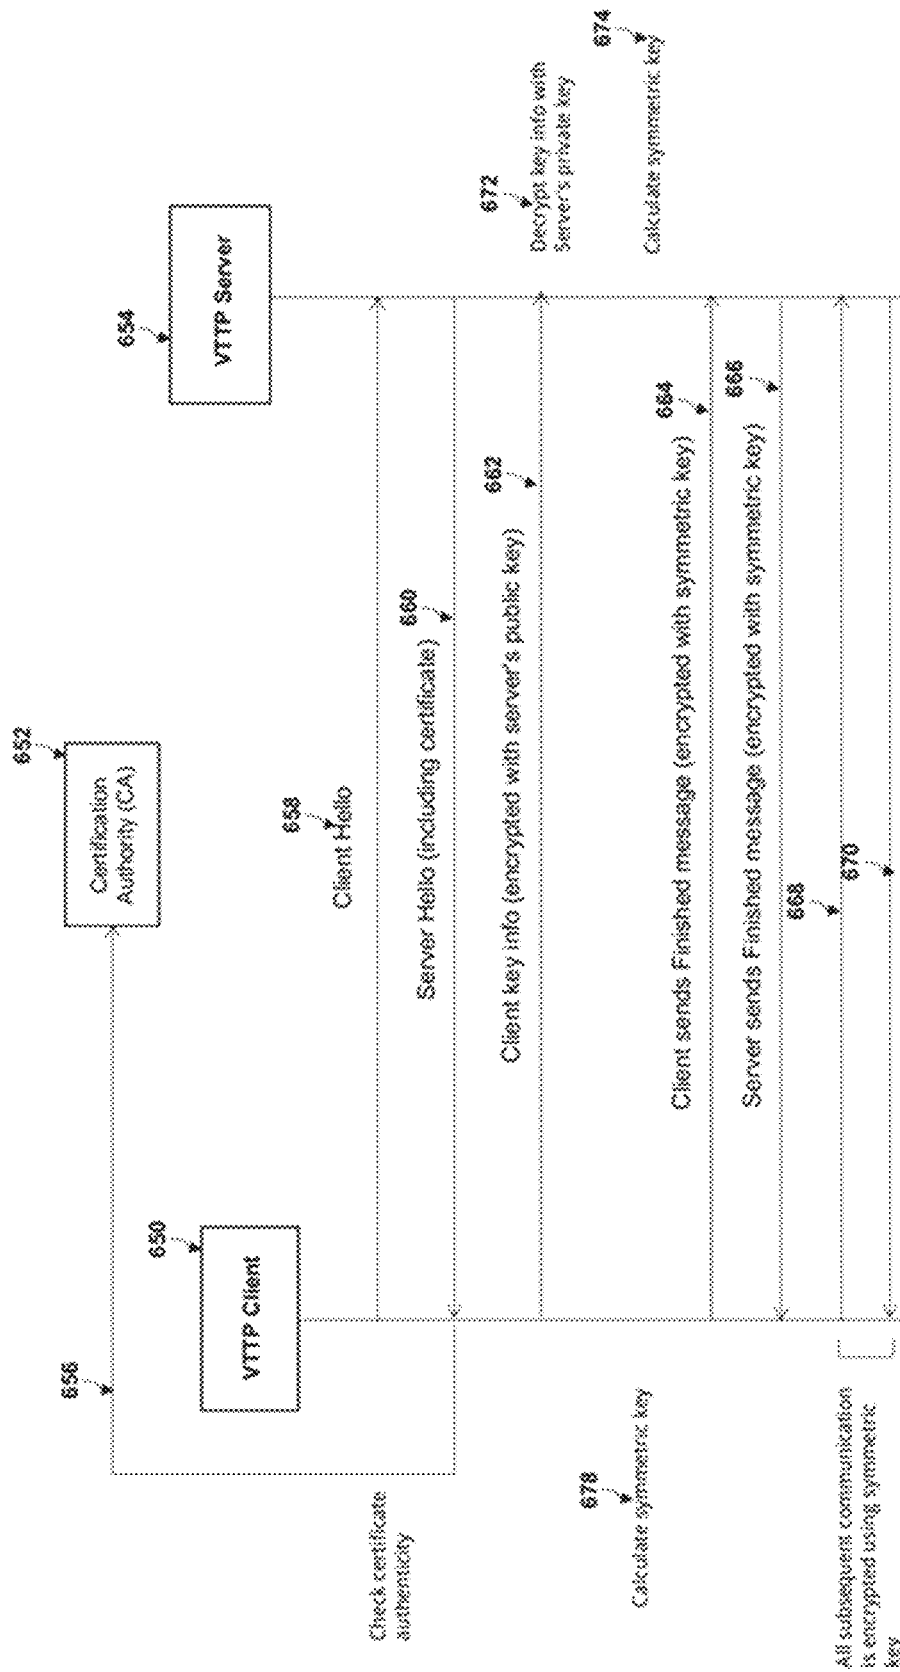 652
Certification
Authority (CA)
656
650
VTTP Client
654
VTTP Server
658
Client Hello
660
Server Hello (including certificate)
Check certificate
authenticity
662
Client key info (encrypted with server's public key)
672
Decrypt key info with
Server's private key
678
Calculate symmetric key
674
Calculate symmetric key
664
Client sends Finished message (encrypted with symmetric key)
666
Server sends Finished message (encrypted with symmetric key)
668
670
All subsequent communication
is encrypted using symmetric
key